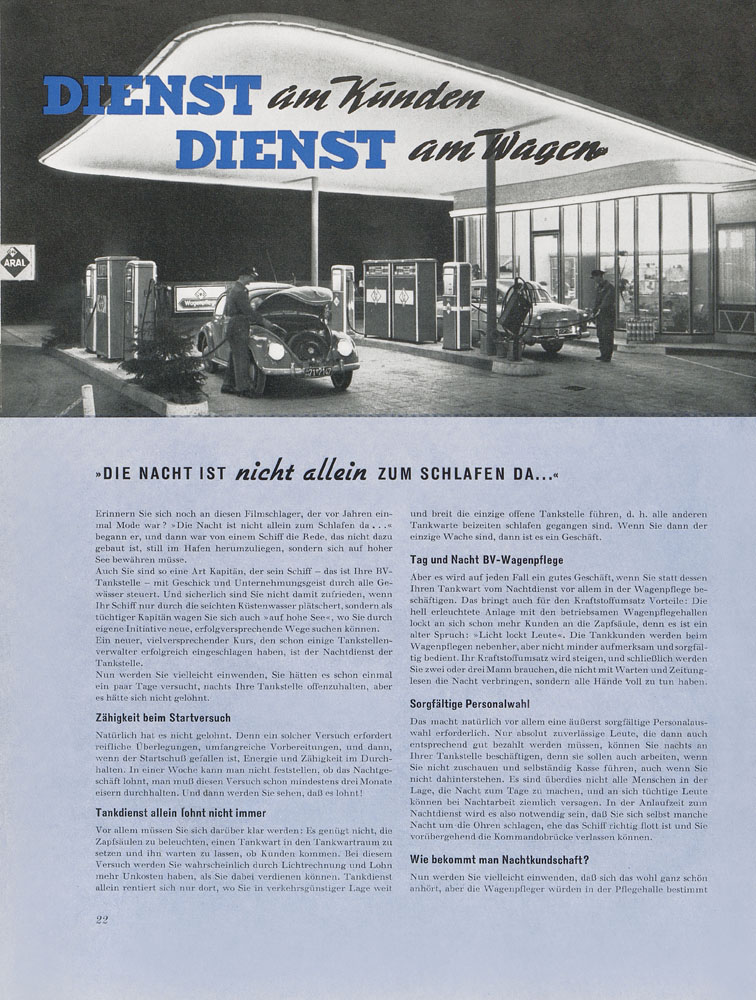 DIENST am Kunden
DIENST am Wagen
ARAL
Wagenpflege
»DIE NACHT IST nicht allein ZUM SCHLAFEN DA...«
Erinnern Sie sich noch an diesen Filmschlager, der vor Jahren ein-
mal Mode war? »Die Nacht ist nicht allein zum Schlafen da . . .«
begann er, und dann war von einem Schiff die Rede, das nicht dazu
gebaut ist, still im Hafen herumzuliegen, sondern sich auf hoher
See bewähren müsse.
Auch Sie sind so eine Art Kapitän, der sein Schiff – das ist Ihre BV-
Tankstelle – mit Geschick und Unternehmungsgeist durch alle Ge-
wässer steuert. Und sicherlich sind Sie nicht damit zufrieden, wenn
Ihr Schiff nur durch die seichten Küstenwasser plätschert, sondern als
tüchtiger Kapitän wagen Sie sich auch »auf hohe See«, wo Sie durch
eigene Initiative neue, erfolgversprechende Wege suchen können.
Ein neuer, vielversprechender Kurs, den schon einige Tankstellen-
verwalter erfolgreich eingeschlagen haben, ist der Nachtdienst der
Tankstelle.
Nun werden Sie vielleicht einwenden, Sie hätten es schon einmal
ein paar Tage versucht, nachts Ihre Tankstelle offenzuhalten, aber
es hätte sich nicht gelohnt.
Zähigkeit beim Startversuch
Natürlich hat es nicht gelohnt. Denn ein solcher Versuch erfordert
reifliche Überlegungen, umfangreiche Vorbereitungen, und dann,
wenn der Startschuß gefallen ist, Energie und Zähigkeit im Durch-
halten. In einer Woche kann man nicht feststellen, ob das Nachtge-
schäft lohnt, man muß diesen Versuch schon mindestens drei Monate
eisern durchhalten. Und dann werden Sie sehen, daß es lohnt!
Tankdienst allein lohnt nicht immer
Vor allem müssen Sie sich darüber klar werden: Es genügt nicht, die
Zapfsäulen zu beleuchten, einen Tankwart in den Tankwartraum zu
setzen und ihn warten zu lassen, ob Kunden kommen. Bei diesem
Versuch werden Sie wahrscheinlich durch Lichtrechnung und Lohn
mehr Unkosten haben, als Sie dabei verdienen können. Tankdienst
allein rentiert sich nur dort, wo Sie in verkehrsgünstiger Lage weit
und breit die einzige offene Tankstelle führen, d. h. alle anderen
Tankwarte beizeiten schlafen gegangen sind. Wenn Sie dann der
einzige Wache sind, dann ist es ein Geschäft.
Tag und Nacht BV-Wagenpflege
Aber es wird auf jeden Fall ein gutes Geschäft, wenn Sie statt dessen
Ihren Tankwart vom Nachtdienst vor allem in der Wagenpflege be-
schäftigen. Das bringt auch für den Kraftstoffumsatz Vorteile: Die
hell erleuchtete Anlage mit den betriebsamen Wagenpflegehallen
lockt an sich schon mehr Kunden an die Zapfsäule, denn es ist ein
alter Spruch: »Licht lockt Leute«. Die Tankkunden werden beim
Wagenpflegen nebenher, aber nicht minder aufmerksam und sorgfäl-
tig bedient. Ihr Kraftstoffumsatz wird steigen, und schließlich werden
Sie zwei oder drei Mann brauchen, die nicht mit Warten und Zeitung-
lesen die Nacht verbringen, sondern alle Hände voll zu tun haben.
Sorgfältige Personalwahl
Das macht natürlich vor allem eine äußerst sorgfältige Personalaus-
wahl erforderlich. Nur absolut zuverlässige Leute, die dann auch
entsprechend gut bezahlt werden müssen, können Sie nachts an
Ihrer Tankstelle beschäftigen, denn sie sollen auch arbeiten, wenn
Sie nicht zuschauen und selbständig Kasse führen, auch wenn Sie
nicht dahinterstehen. Es sind überdies nicht alle Menschen in der
Lage, die Nacht zum Tage zu machen, und an sich tüchtige Leute
können bei Nachtarbeit ziemlich versagen. In der Anlaufzeit zum
Nachtdienst wird es also notwendig sein, daß Sie sich selbst manche
Nacht um die Ohren schlagen, ehe das Schiff richtig flott ist und Sie
vorübergehend die Kommandobrücke verlassen können.
Wie bekommt man Nachtkundschaft?
Nun werden Sie vielleicht einwenden, daß sich das wohl ganz schön
anhört, aber die Wagenpfleger würden in der Pflegehalle bestimmt
22